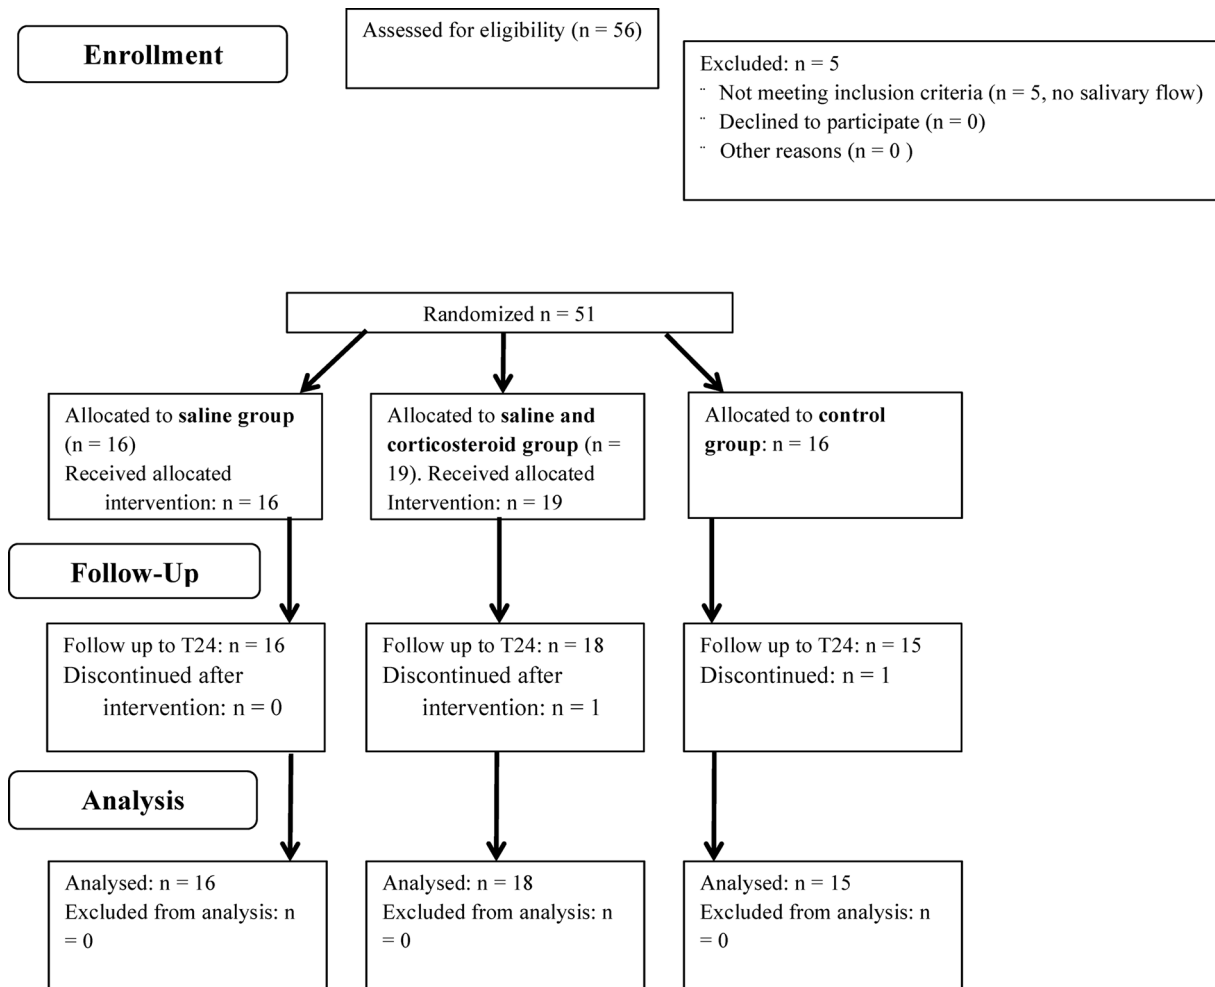 Enrollment
Assessed for eligibility (n = 56)
Excluded: n = 5
¨ Not meeting inclusion criteria (n = 5, no salivary flow)
¨ Declined to participate (n = 0)
¨ Other reasons (n = 0 )
Randomized n = 51
Allocated to saline group
(n = 16)
Received allocated
intervention: n = 16
Allocated to saline and
corticosteroid group (n =
19). Received allocated
Intervention: n = 19
Allocated to control
group: n = 16
Follow-Up
Follow up to T24: n = 16
Discontinued after
intervention: n = 0
Follow up to T24: n = 18
Discontinued after
intervention: n = 1
Follow up to T24: n = 15
Discontinued: n = 1
Analysis
Analysed: n = 16
Excluded from analysis: n
= 0
Analysed: n = 18
Excluded from analysis: n
= 0
Analysed: n = 15
Excluded from analysis: n
= 0